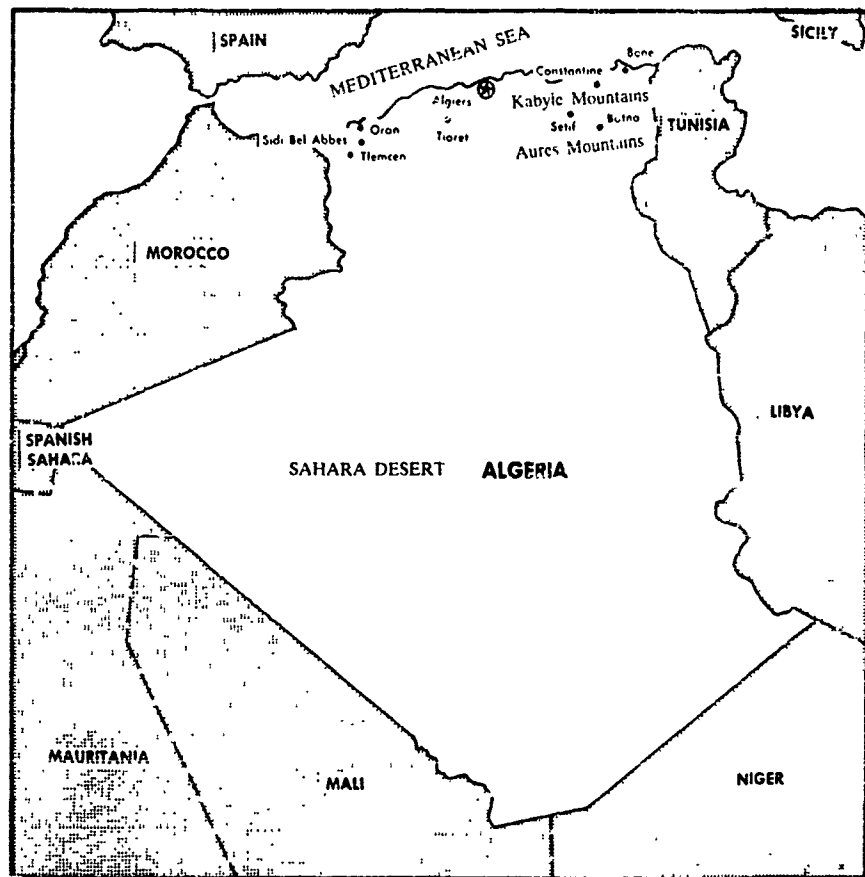 SPAIN
SICILY
MEDITERRANEAN SEA
Bone
Constantine
Algiers
Kabylc Mountains
Oran
Tiaret
Setif
Batna
TUNISIA
Sidi Bel Abbes
Tlemcen
Aures Mountains
MOROCCO
LIBYA
SPANISH
SAHARA
SAHARA DESERT ALGERIA
MAURITANIA
MALI
NIGER